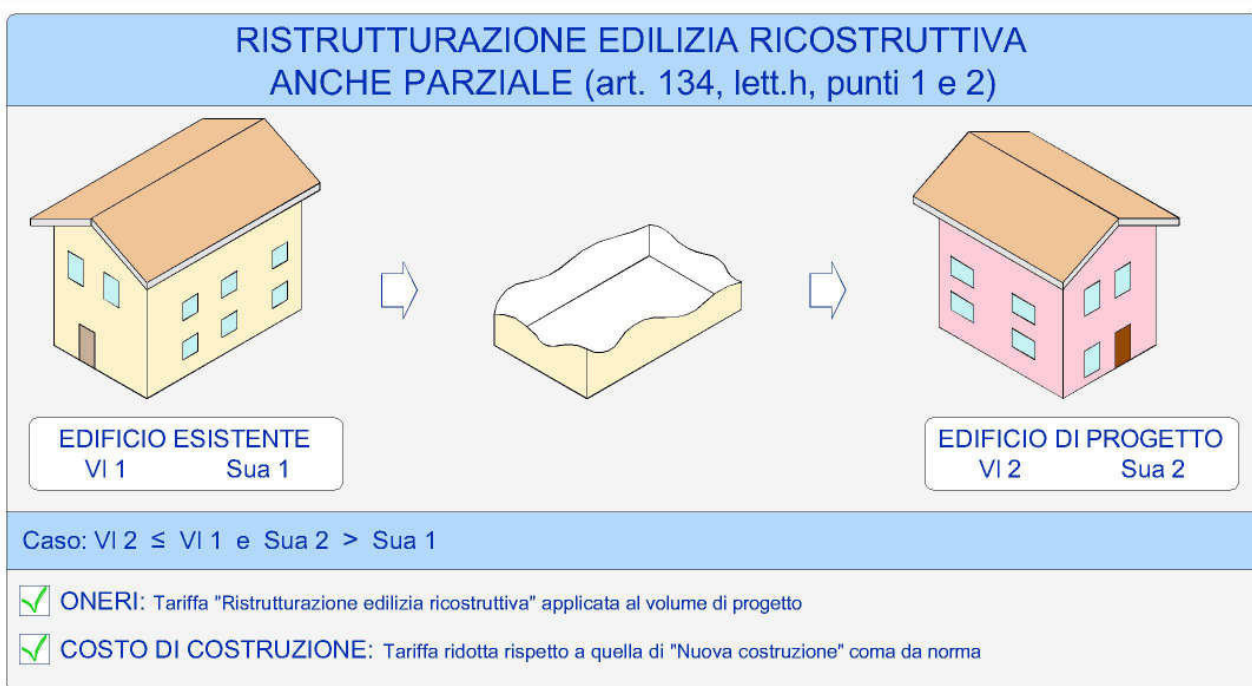 RISTRUTTURAZIONE EDILIZIA RICOSTRUTTIVA
ANCHE PARZIALE (art. 134, lett.h, punti 1 e 2)
EDIFICIO ESISTENTE
Vl 1 Sua 1
EDIFICIO DI PROGETTO
Vl 2 Sua 2
Caso: Vl 2 ≤ Vl 1 e Sua 2 > Sua 1
ONERI: Tariffa "Ristrutturazione edilizia ricostruttiva" applicata al volume di progetto
COSTO DI COSTRUZIONE: Tariffa ridotta rispetto a quella di "Nuova costruzione" coma da norma